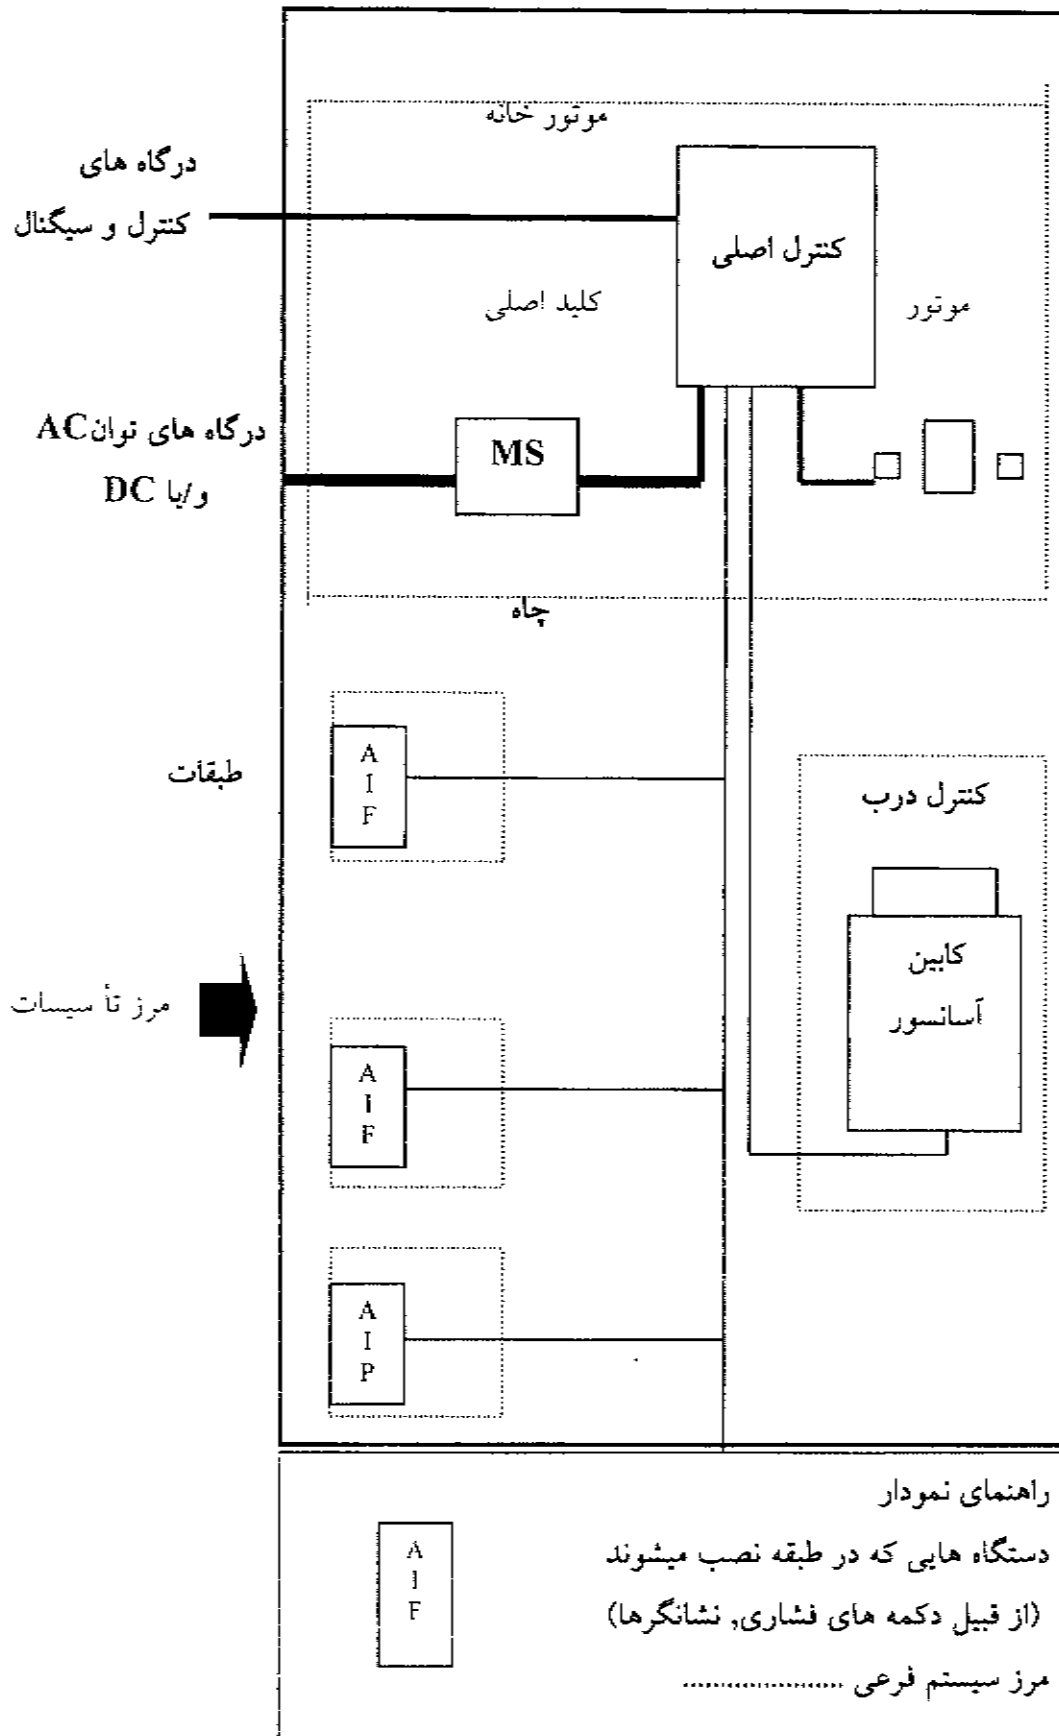 موتور خانه
درگاه های
کنترل و سیگنال
کنترل اصلی
کلید اصلی
موتور
درگاه های توان AC
و/یا DC
MS
چاه
A
I
F
طبقات
کنترل درب
کابین
آسانسور
مرز تأ سیسات
A
I
F
A
I
P
راهنمای نمودار
A
I
F
دستگاه هایی که در طبقه نصب میشوند
(از قبیل دکمه های فشاری, نشانگرها)
مرز سیستم فرعی ....................